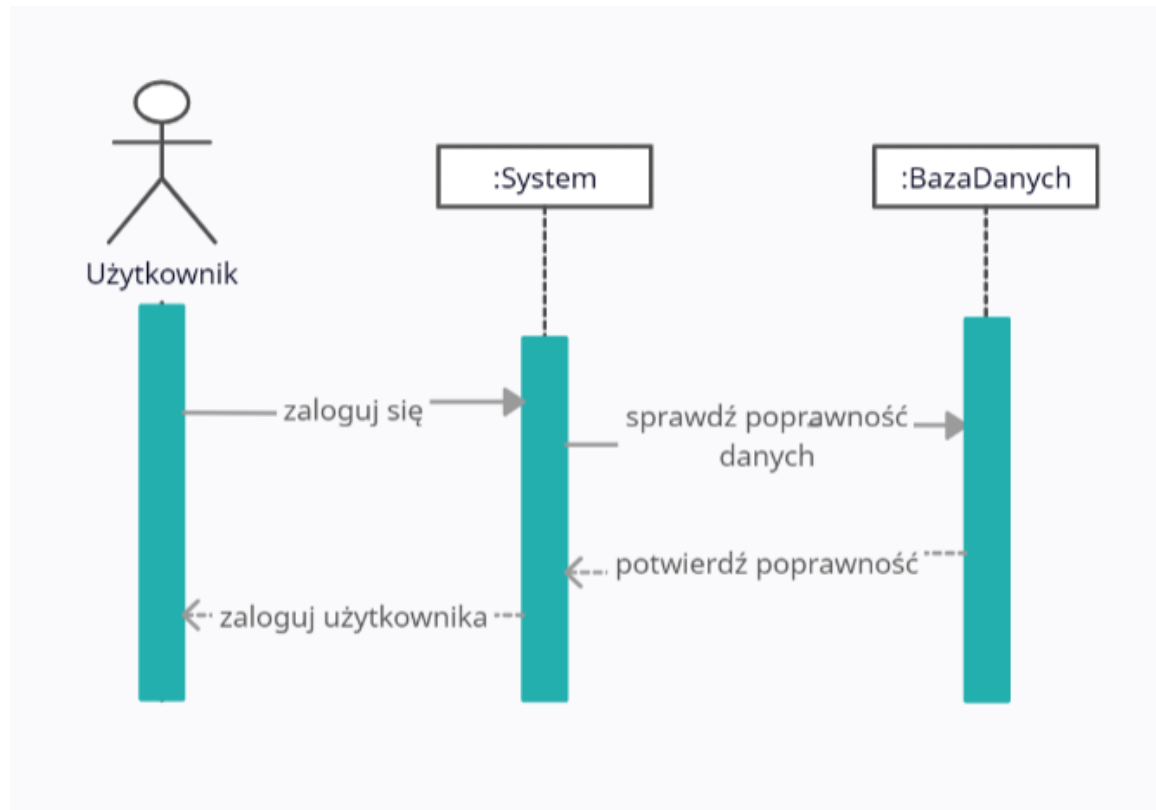 :System
:BazaDanych
Użytkownik
zaloguj się
sprawdź poprawność
danych
potwierdź poprawność
zaloguj użytkownika